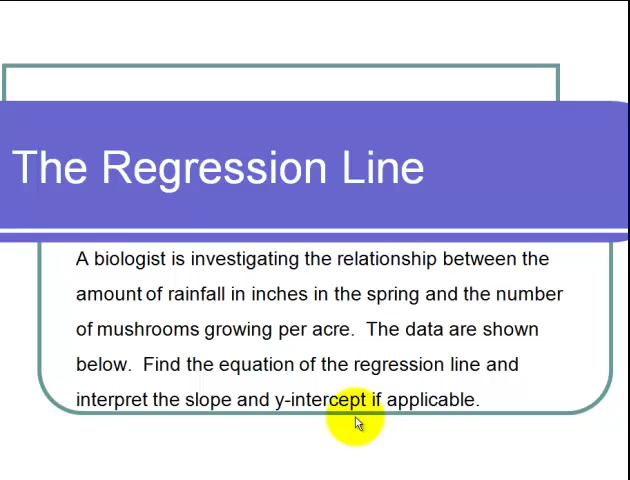 The Regression Line
A biologist is investigating the relationship between the
amount of rainfall in inches in the spring and the number
of mushrooms growing per acre.  The data are shown
below.  Find the equation of the regression line and
interpret the slope and y-intercept if applicable.